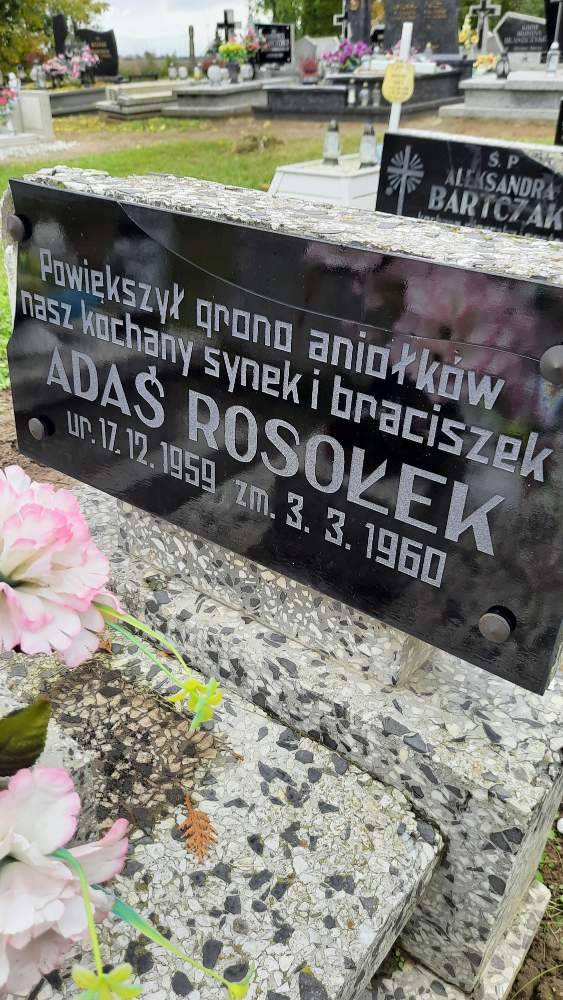 Powiększył grono aniołków
nasz kochany synek i braciszek
ADAŚ ROSOŁEK
ur. 17. 12. 1959 zm. 3. 3. 1960
Ś. P
ALEKSANDRA
BARTCZAK